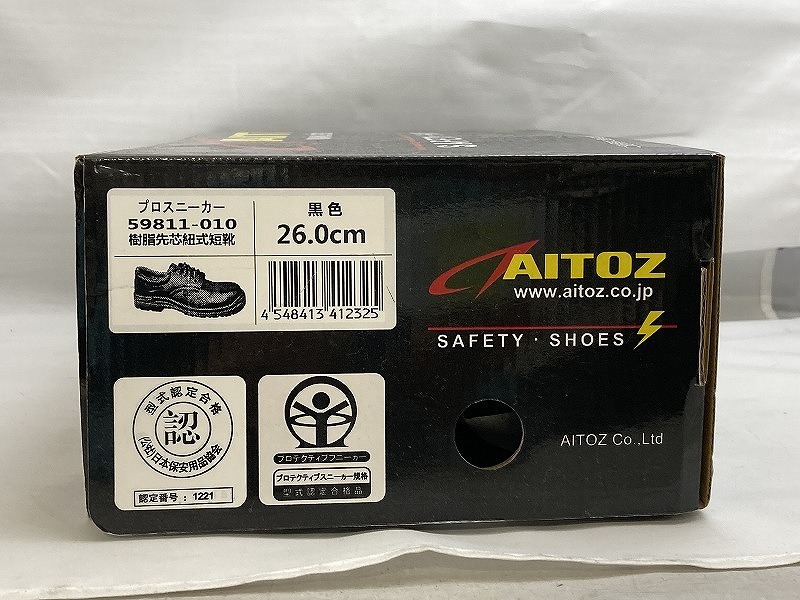 プロスニーカー
59811-010
樹脂先芯紐式短靴
黒色
26.0cm
4 548413 412325
AITOZ
www.aitoz.co.jp
SAFETY・SHOES
AITOZ Co.,Ltd
型式認定合格
認
(公社)日本保安用品協会
認定番号 : 1221
プロテクティブスニーカー
プロテクティブスニーカー規格
型式認定合格品